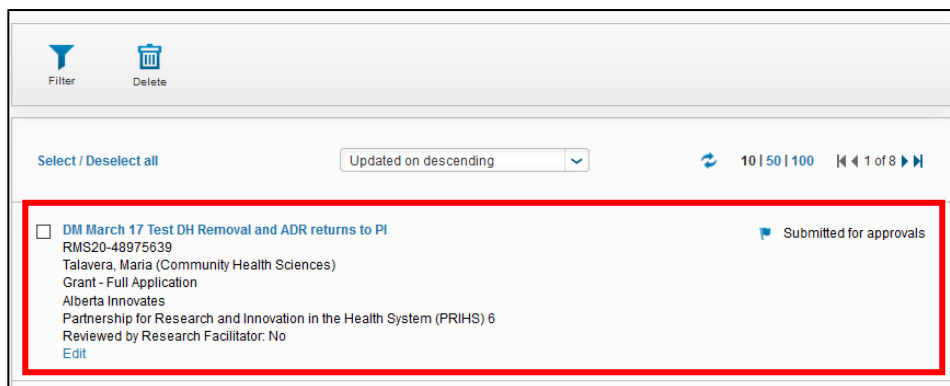 Filter Delete
Select / Deselect all Updated on descending 10 | 50 | 100 1 of 8
DM March 17 Test DH Removal and ADR returns to PI Submitted for approvals
RMS20-48975639
Talavera, Maria (Community Health Sciences)
Grant - Full Application
Alberta Innovates
Partnership for Research and Innovation in the Health System (PRIHS) 6
Reviewed by Research Facilitator: No
Edit